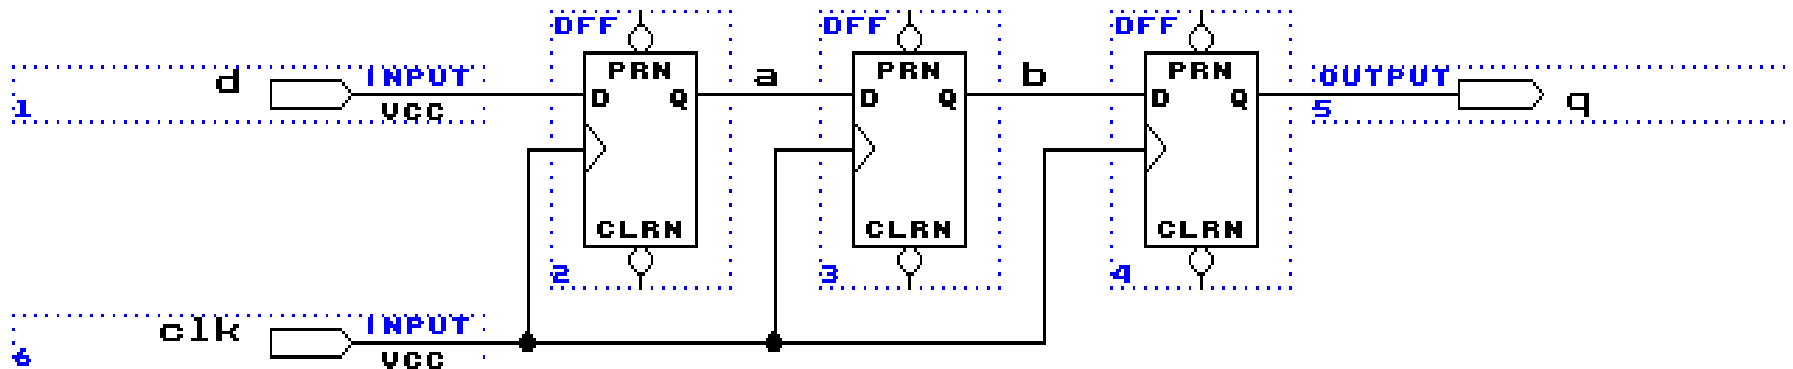 DFF DFF DFF
d INPUT PRN a PRN b PRN OUTPUT
1 VCC D Q D Q D Q 5 q
CLRN CLRN CLRN
2 3 4
clk INPUT
6 VCC